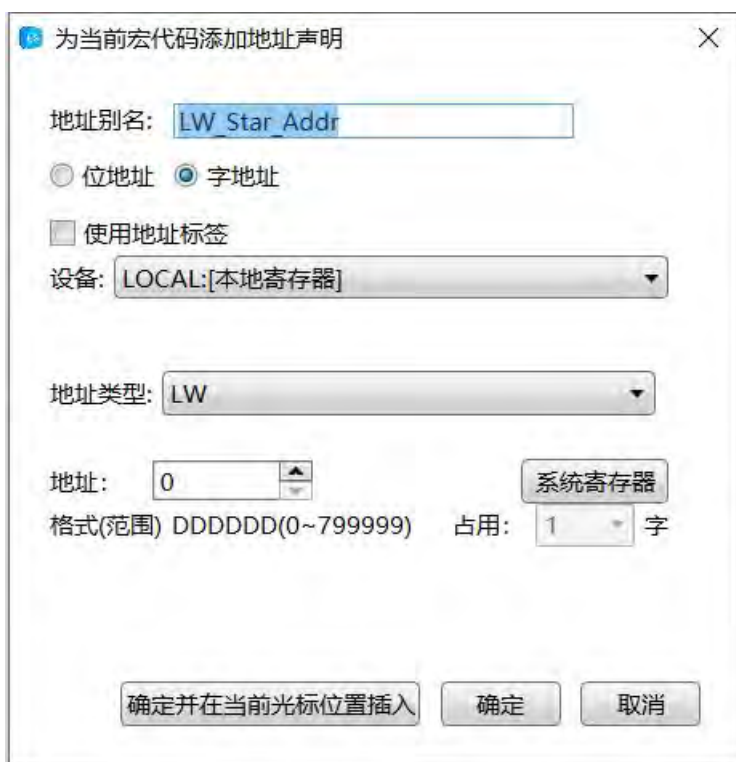 为当前宏代码添加地址声明
地址别名: LW_Star_Addr
位地址 字地址
使用地址标签
设备: LOCAL:[本地寄存器]
地址类型: LW
地址: 0 系统寄存器
格式(范围) DDDDDD(0~799999) 占用: 1 字
确定并在当前光标位置插入 确定 取消